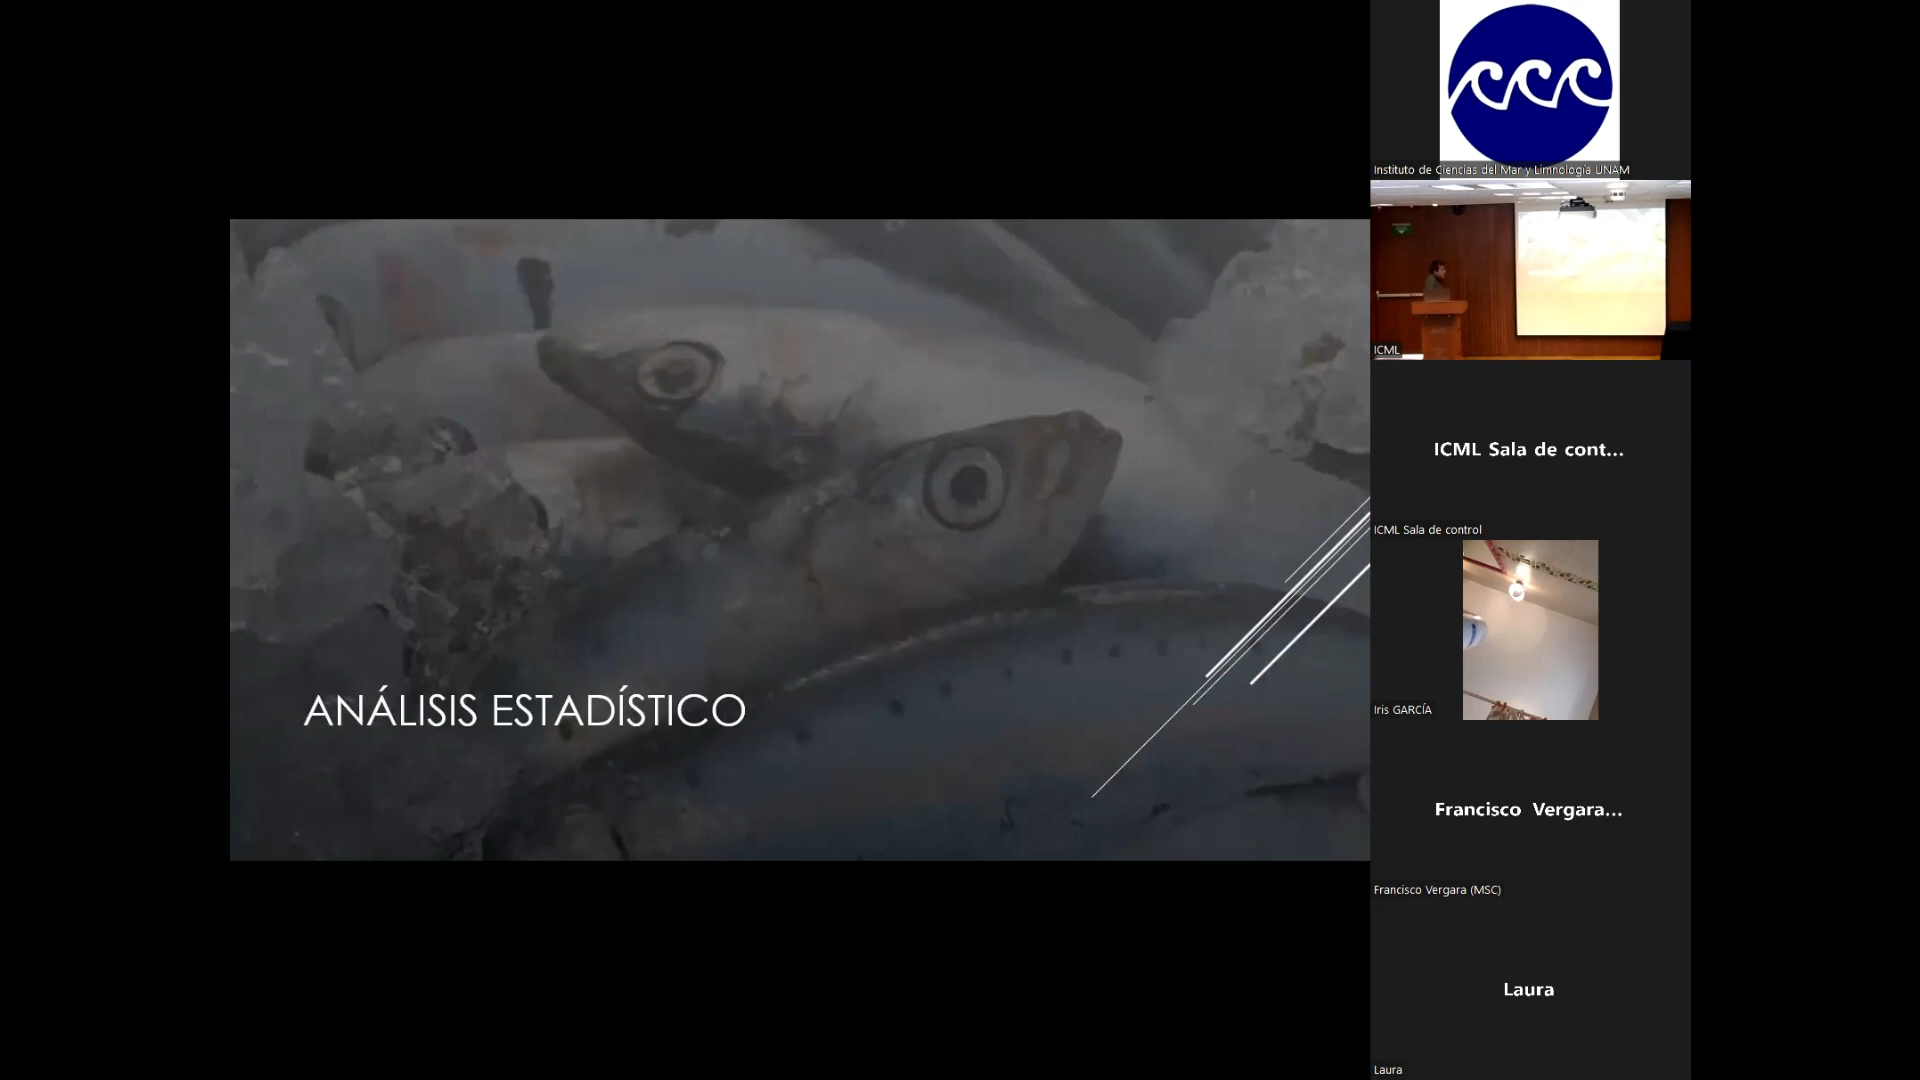 ANÁLISIS ESTADÍSTICO
Instituto de Ciencias del Mar y Limnología UNAM
ICML
ICML Sala de cont...
ICML Sala de control
Iris GARCÍA
Francisco Vergara...
Francisco Vergara (MSC)
Laura
Laura